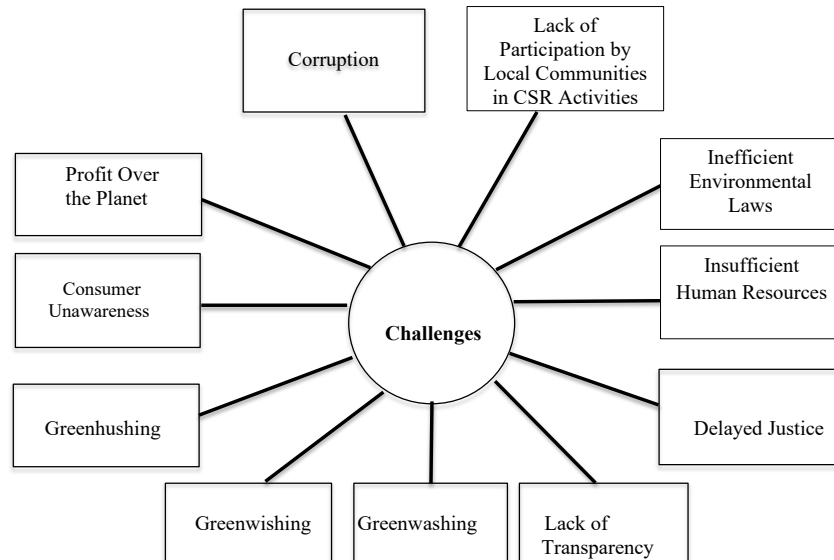 Corruption
Lack of
Participation by
Local Communities
in CSR Activities
Profit Over
the Planet
Inefficient
Environmental
Laws
Consumer
Unawareness
Insufficient
Human Resources
Challenges
Greenhushing
Delayed Justice
Greenwishing
Greenwashing
Lack of
Transparency